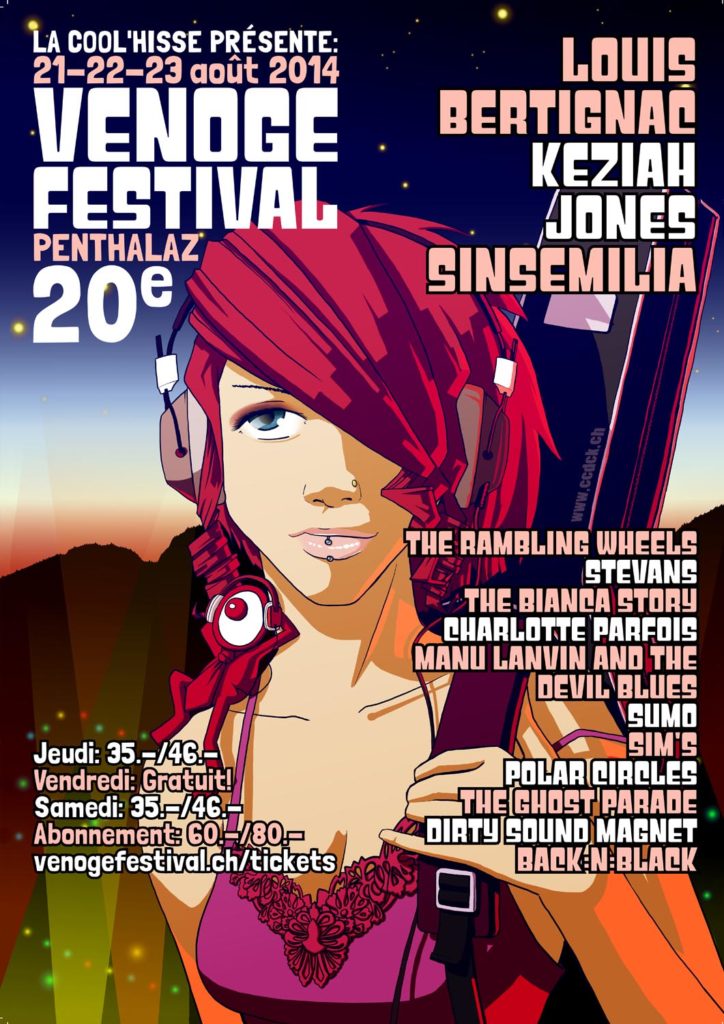 LA COOL'HISSE PRÉSENTE:
21-22-23 août 2014
VENOGE
FESTIVAL
PENTHALAZ
20e
LOUIS
BERTIGNAC
KEZIAH
JONES
SINSEMILIA
www.ccdck.ch
THE RAMBLING WHEELS
STEVANS
THE BIANCA STORY
CHARLOTTE PARFOIS
MANU LANVIN AND THE
DEVIL BLUES
SUMO
SIM'S
POLAR CIRCLES
THE GHOST PARADE
DIRTY SOUND MAGNET
BACK:N:BLACK
Jeudi: 35.-/46.-
Vendredi: Gratuit!
Samedi: 35.-/46.-
Abonnement: 60.-/80.-
venogefestival.ch/tickets